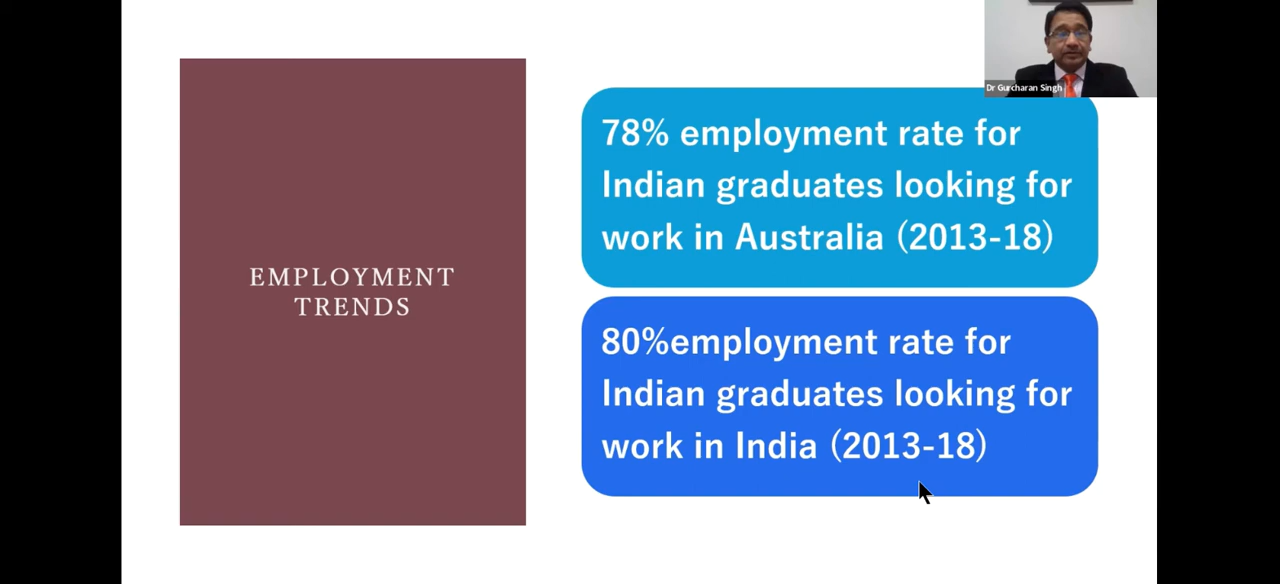 Dr Gurcharan Singh
EMPLOYMENT
TRENDS
78% employment rate for
Indian graduates looking for
work in Australia (2013-18)
80%employment rate for
Indian graduates looking for
work in India (2013-18)